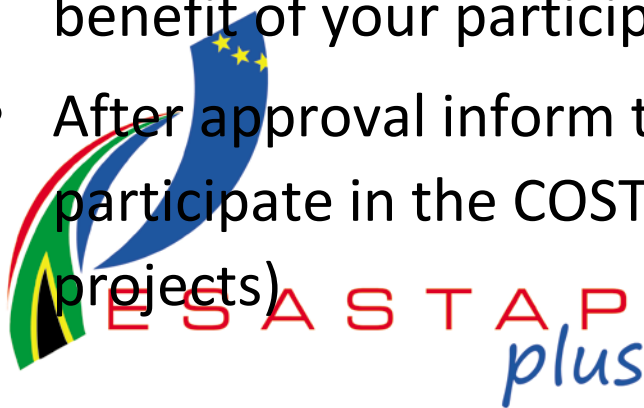 benefit of your particip
• After approval inform t
participate in the COST
projects)
ESASTAP
plus